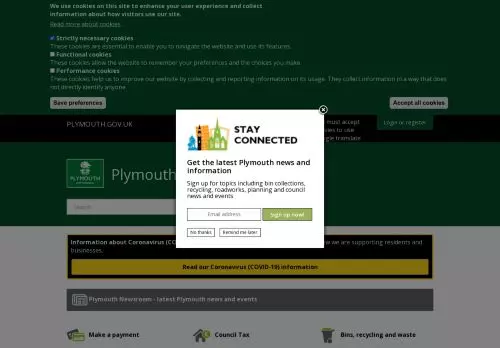 We use cookies on this site to enhance your user experience and collect
information about how visitors use our site.
Read more about cookies.
Strictly necessary cookies
These cookies are essential to enable you to navigate the website and use its features.
Functional cookies
These cookies allow the website to remember your preferences and the choices you make.
Performance cookies
These cookies help us to improve our website by collecting and reporting information on its usage. They collect information in a way that does
not directly identify anyone.
Save preferences
Accept all cookies
PLYMOUTH.GOV.UK
must accept
Login or register
ies to use
gle translate
STAY
CONNECTED
Get the latest Plymouth news and
information
Sign up for topics including bin collections,
recycling, roadworks, planning and council
news and events
Email address
Sign up now!
No thanks
Remind me later
PLYMOUTH
Plymouth
Search
Information about Coronavirus (CO
ow we are supporting residents and
businesses.
Read our Coronavirus (COVID-19) information
Plymouth Newsroom - latest Plymouth news and events
Make a payment
Council Tax
Bins, recycling and waste